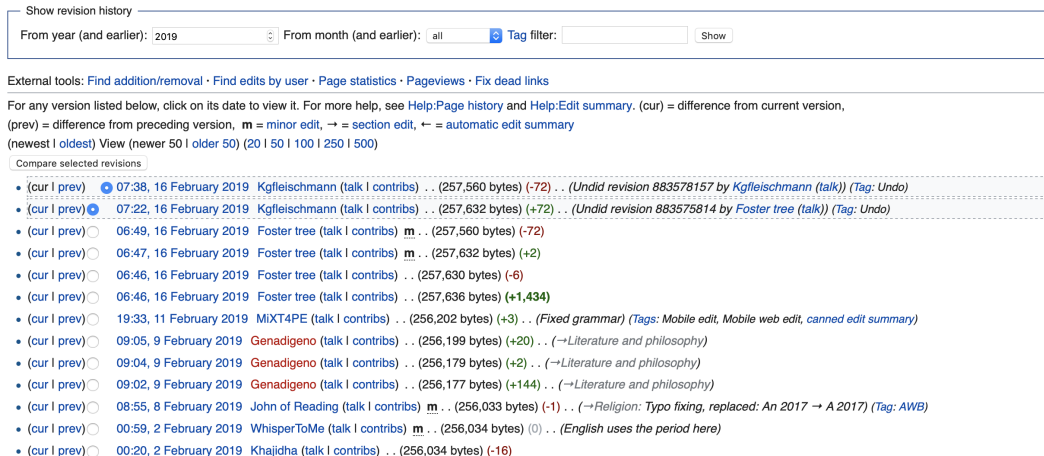 Show revision history
From year (and earlier): 2019 From month (and earlier): all Tag filter: Show
External tools: Find addition/removal · Find edits by user · Page statistics · Pageviews · Fix dead links
For any version listed below, click on its date to view it. For more help, see Help:Page history and Help:Edit summary. (cur) = difference from current version,
(prev) = difference from preceding version, m = minor edit, → = section edit, ← = automatic edit summary
(newest | oldest) View (newer 50 | older 50) (20 | 50 | 100 | 250 | 500)
Compare selected revisions
(cur | prev) 07:38, 16 February 2019 Kgfleischmann (talk | contribs) . . (257,560 bytes) (-72) . . (Undid revision 883578157 by Kgfleischmann (talk)) (Tag: Undo)
(cur | prev) 07:22, 16 February 2019 Kgfleischmann (talk | contribs) . . (257,632 bytes) (+72) . . (Undid revision 883575814 by Foster tree (talk)) (Tag: Undo)
(cur | prev) 06:49, 16 February 2019 Foster tree (talk | contribs) m . . (257,560 bytes) (-72)
(cur | prev) 06:47, 16 February 2019 Foster tree (talk | contribs) m . . (257,632 bytes) (+2)
(cur | prev) 06:46, 16 February 2019 Foster tree (talk | contribs) . . (257,630 bytes) (-6)
(cur | prev) 06:46, 16 February 2019 Foster tree (talk | contribs) . . (257,636 bytes) (+1,434)
(cur | prev) 19:33, 11 February 2019 MiXT4PE (talk | contribs) . . (256,202 bytes) (+3) . . (Fixed grammar) (Tags: Mobile edit, Mobile web edit, canned edit summary)
(cur | prev) 09:05, 9 February 2019 Genadigeno (talk | contribs) . . (256,199 bytes) (+20) . . (→Literature and philosophy)
(cur | prev) 09:04, 9 February 2019 Genadigeno (talk | contribs) . . (256,179 bytes) (+2) . . (→Literature and philosophy)
(cur | prev) 09:02, 9 February 2019 Genadigeno (talk | contribs) . . (256,177 bytes) (+144) . . (→Literature and philosophy)
(cur | prev) 08:55, 8 February 2019 John of Reading (talk | contribs) m . . (256,033 bytes) (-1) . . (→Religion: Typo fixing, replaced: An 2017 → A 2017) (Tag: AWB)
(cur | prev) 00:59, 2 February 2019 WhisperToMe (talk | contribs) m . . (256,034 bytes) (0) . . (English uses the period here)
(cur | prev) 00:20, 2 February 2019 Khajidha (talk | contribs) . . (256,034 bytes) (-16)